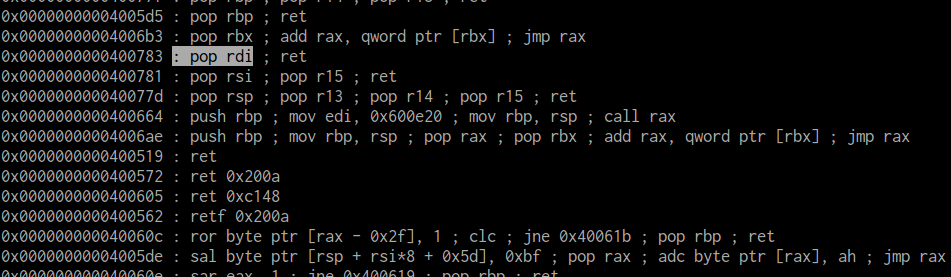 0x00000000004005d5 : pop rbp ; ret
0x00000000004006b3 : pop rbx ; add rax, qword ptr [rbx] ; jmp rax
0x0000000000400783 : pop rdi ; ret
0x0000000000400781 : pop rsi ; pop r15 ; ret
0x000000000040077d : pop rsp ; pop r13 ; pop r14 ; pop r15 ; ret
0x0000000000400664 : push rbp ; mov edi, 0x600e20 ; mov rbp, rsp ; call rax
0x00000000004006ae : push rbp ; mov rbp, rsp ; pop rax ; pop rbx ; add rax, qword ptr [rbx] ; jmp rax
0x0000000000400519 : ret
0x0000000000400572 : ret 0x200a
0x0000000000400605 : ret 0xc148
0x0000000000400562 : retf 0x200a
0x000000000040060c : ror byte ptr [rax - 0x2f], 1 ; clc ; jne 0x40061b ; pop rbp ; ret
0x00000000004005de : sal byte ptr [rsp + rsi*8 + 0x5d], 0xbf ; pop rax ; adc byte ptr [rax], ah ; jmp rax
0x000000000040060e : sar eax, 1 ; jne 0x400619 ; pop rbp ; ret